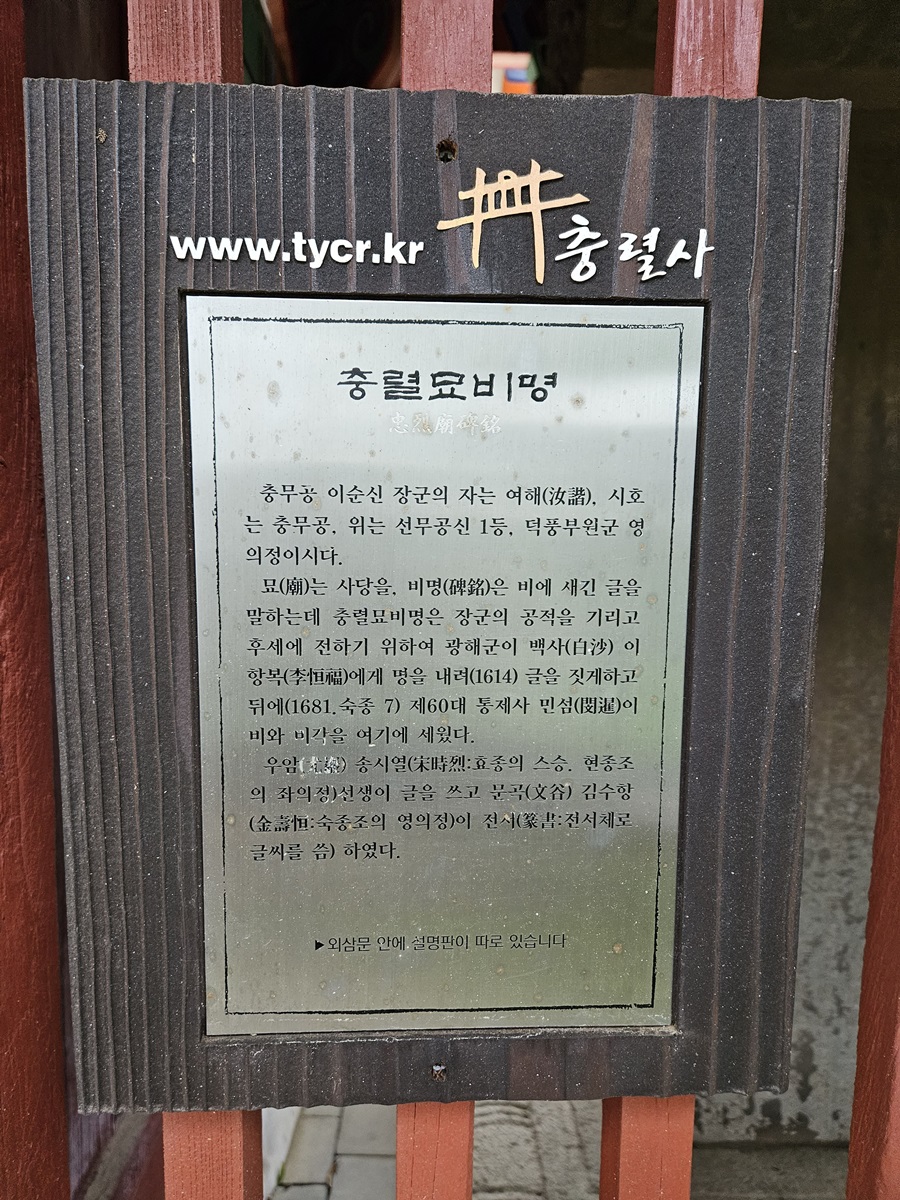 www.tycr.kr 충렬사
충렬묘비명
忠烈廟碑銘
충무공 이순신 장군의 자는 여해(汝諧), 시호
는 충무공, 위는 선무공신 1등, 덕풍부원군 영
의정이시다.
묘(廟)는 사당을, 비명(碑銘)은 비에 새긴 글을
말하는데 충렬묘비명은 장군의 공적을 기리고
후세에 전하기 위하여 광해군이 백사(白沙) 이
항복(李恒福)에게 명을 내려(1614) 글을 짓게하고
뒤에(1681.숙종 7) 제60대 통제사 민섬(閔暹)이
비와 비각을 여기에 세웠다.
우암( ) 송시열(宋時烈:효종의 스승. 현종조
의 좌의정)선생이 글을 쓰고 문곡(文谷) 김수항
(金壽恒:숙종조의 영의정)이 전서(篆書:전서체로
글씨를 씀) 하였다.
▶외삼문 안에 설명판이 따로 있습니다